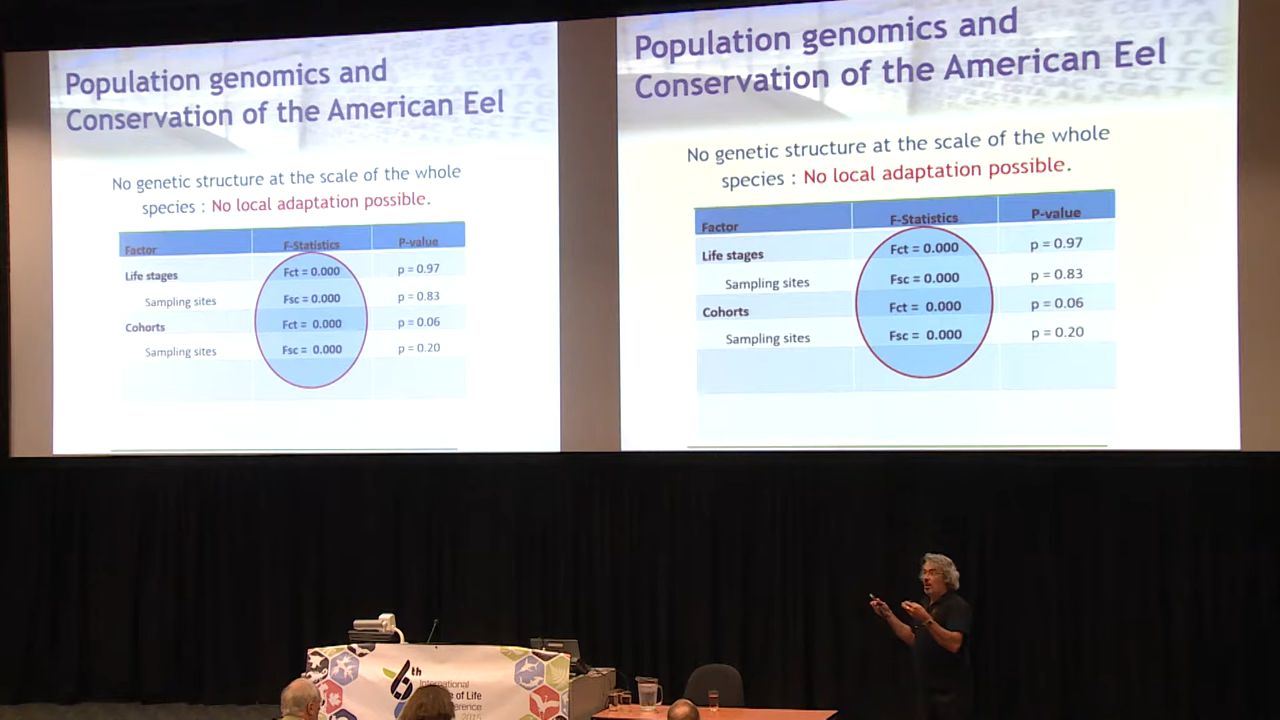 Population genomics and
Conservation of the American Eel
No genetic structure at the scale of the whole
species : No local adaptation possible.
Factor F-Statistics P-value
Life stages Fct = 0.000 p = 0.97
Sampling sites Fsc = 0.000 p = 0.83
Cohorts Fct = 0.000 p = 0.06
Sampling sites Fsc = 0.000 p = 0.20
Population genomics and
Conservation of the American Eel
No genetic structure at the scale of the whole
species : No local adaptation possible.
Factor F-Statistics P-value
Life stages Fct = 0.000 p = 0.97
Sampling sites Fsc = 0.000 p = 0.83
Cohorts Fct = 0.000 p = 0.06
Sampling sites Fsc = 0.000 p = 0.20
6th
International
of Life
2015